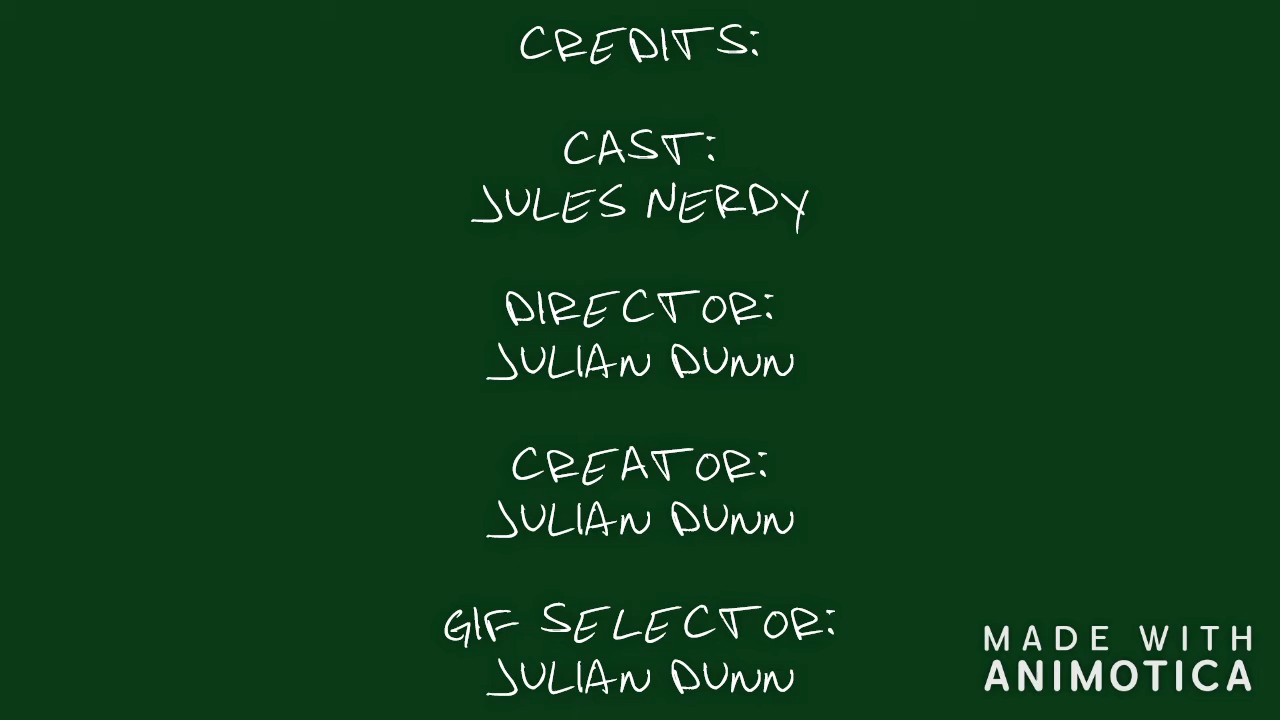 CREDITS:
CAST:
JULES NERDY
DIRECTOR:
JULIAN DUNN
CREATOR:
JULIAN DUNN
GIF SELECTOR:
JULIAN DUNN
MADE WITH
ANIMOTICA